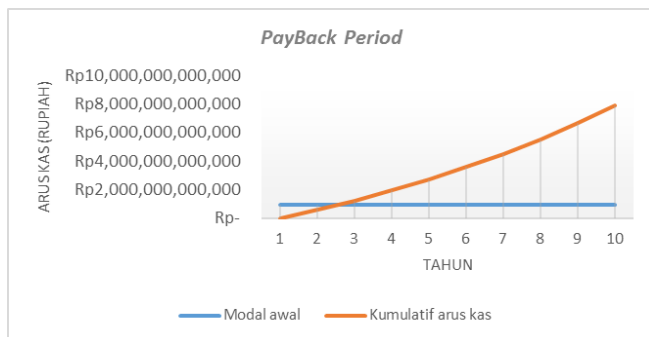 PayBack Period
ARUS KAS (RUPIAH)
Rp10,000,000,000,000
Rp8,000,000,000,000
Rp6,000,000,000,000
Rp4,000,000,000,000
Rp2,000,000,000,000
Rp-
1 2 3 4 5 6 7 8 9 10
TAHUN
Modal awal Kumulatif arus kas